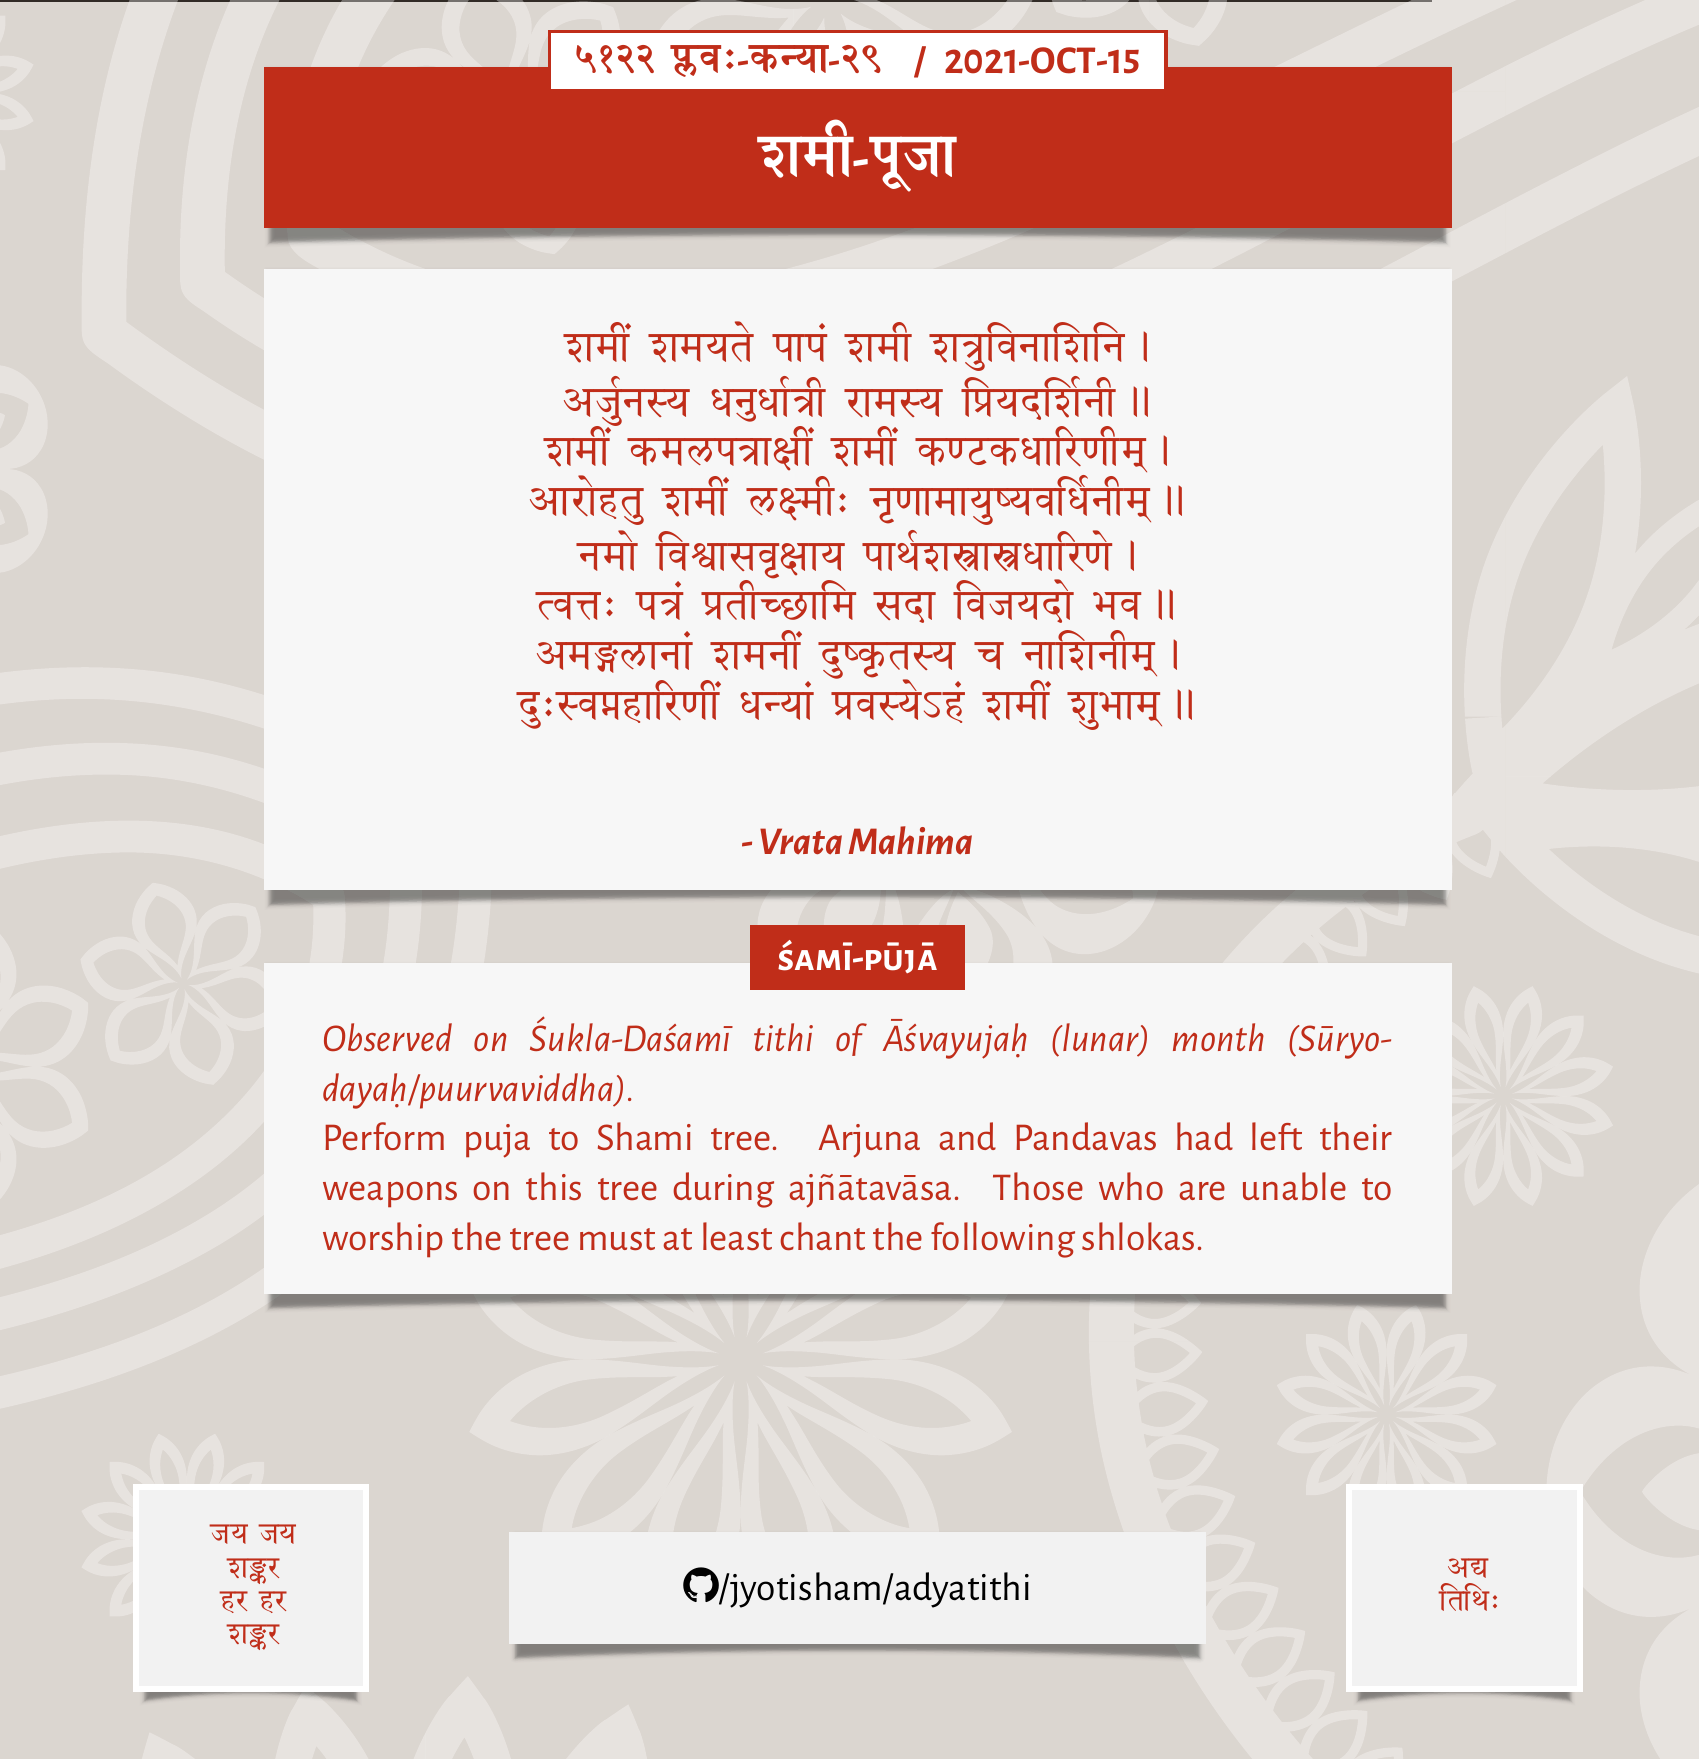 ५१२२ प्लवः-कन्या-२९ / 2021-OCT-15
शमी-पूजा
शमीं शमयते पापं शमी शत्रुविनाशिनि ।
अर्जुनस्य धनुर्धात्री रामस्य प्रियदर्शिनी ॥
शमीं कमलपत्राक्षीं शमीं कण्टकधारिणीम् ।
आरोहतु शमीं लक्ष्मीः नृणामायुष्यवर्धिनीम् ॥
नमो विश्वासवृक्षाय पार्थशस्त्रास्त्रधारिणे ।
त्वत्तः पत्रं प्रतीच्छामि सदा विजयदो भव ॥
अमङ्गलानां शमनीं दुष्कृतस्य च नाशिनीम् ।
दुःस्वप्नहारिणीं धन्यां प्रवस्येऽहं शमीं शुभाम् ॥
- Vrata Mahima
ŚAMĪ-PŪJĀ
Observed on Śukla-Daśamī tithi of Āśvayujaḥ (lunar) month (Sūryo-
dayaḥ/puurvaviddha).
Perform puja to Shami tree. Arjuna and Pandavas had left their
weapons on this tree during ajñātavāsa. Those who are unable to
worship the tree must at least chant the following shlokas.
जय जय
शङ्कर
हर हर
शङ्कर
/jyotisham/adyatithi
अद्य
तिथिः